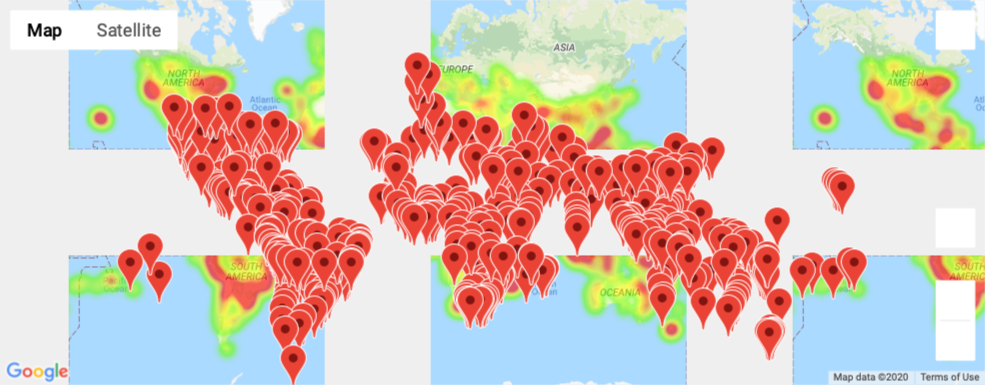 Map
Satellite
NORTH
AMERICA
Atlantic
Ocean
EUROPE
ASIA
NORTH
AMERICA
SOUTH
AMERICA
OCEANIA
SOUTH
AMERICA
Google
Map data ©2020
Terms of Use